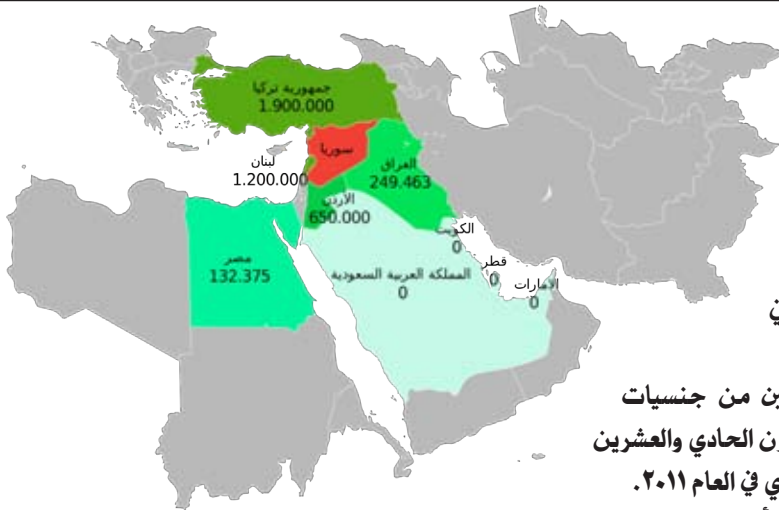 جمهورية تركيا
1.900.000
سوريا
لبنان
1.200.000
العراق
249.463
الاردن
650.000
الكويت
0
مصر
132.375
المملكة العربية السعودية
0
قطر
0
الامارات
0
من جنسيات
الحادي والعشرين
في العام ٢٠١١.